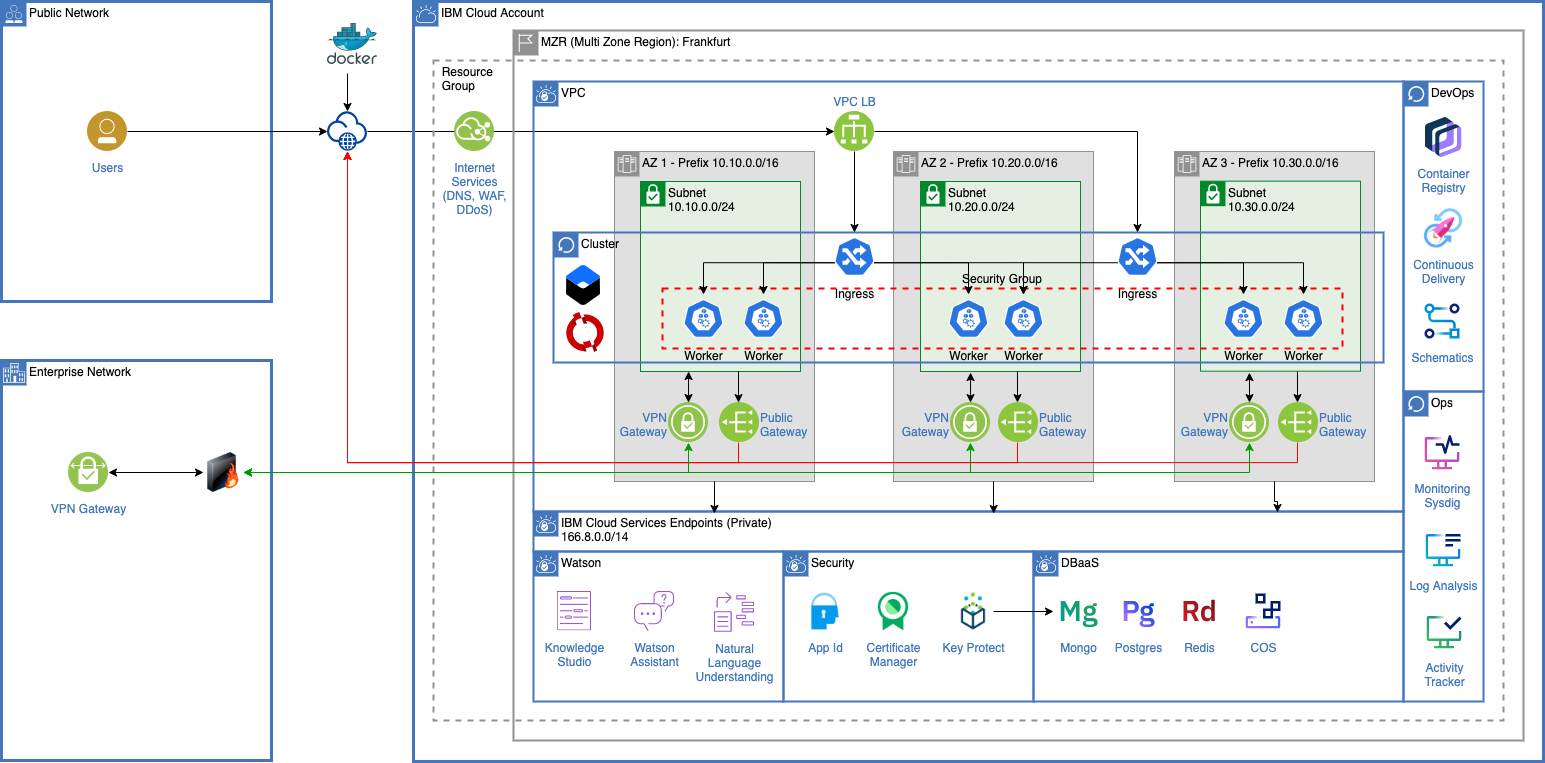 Public Network
Users
docker
IBM Cloud Account
MZR (Multi Zone Region): Frankfurt
Resource
Group
Internet
Services
(DNS, WAF,
DDoS)
VPC
VPC LB
AZ 1 - Prefix 10.10.0.0/16
Subnet
10.10.0.0/24
AZ 2 - Prefix 10.20.0.0/16
Subnet
10.20.0.0/24
AZ 3 - Prefix 10.30.0.0/16
Subnet
10.30.0.0/24
Cluster
Ingress
Security Group
Ingress
Worker
Worker
Worker
Worker
Worker
Worker
VPN
Gateway
Public
Gateway
VPN
Gateway
Public
Gateway
VPN
Gateway
Public
Gateway
Enterprise Network
VPN Gateway
IBM Cloud Services Endpoints (Private)
166.8.0.0/14
Watson
Knowledge
Studio
Watson
Assistant
Natural
Language
Understanding
Security
App Id
Certificate
Manager
Key Protect
DBaaS
Mg
Mongo
Pg
Postgres
Rd
Redis
COS
DevOps
Container
Registry
Continuous
Delivery
Schematics
Ops
Monitoring
Sysdig
Log Analysis
Activity
Tracker